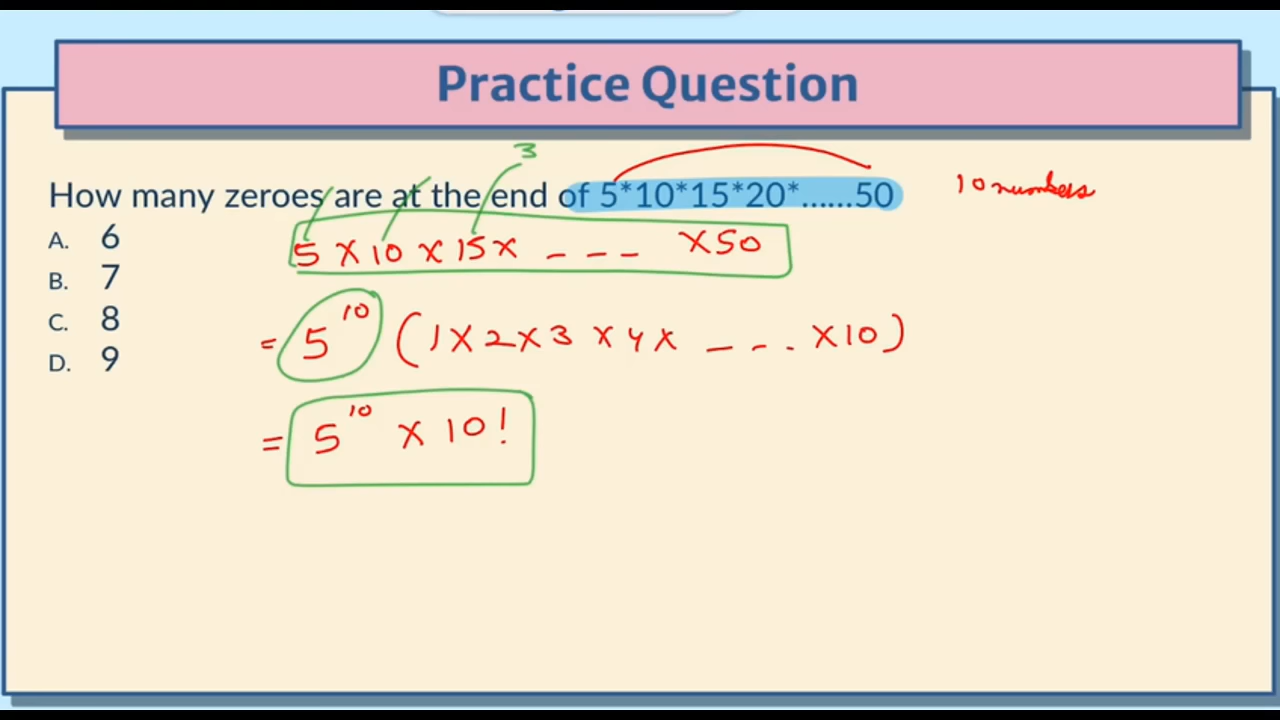 Practice Question
3
How many zeroes are at the end of 5*10*15*20*......50
10 numbers
A. 6
5 X 10 X 15 X - - - X 50
B. 7
C. 8
= 5^10 (1 X 2 X 3 X 4 X - - - . X 10)
D. 9
= 5^10 X 10!